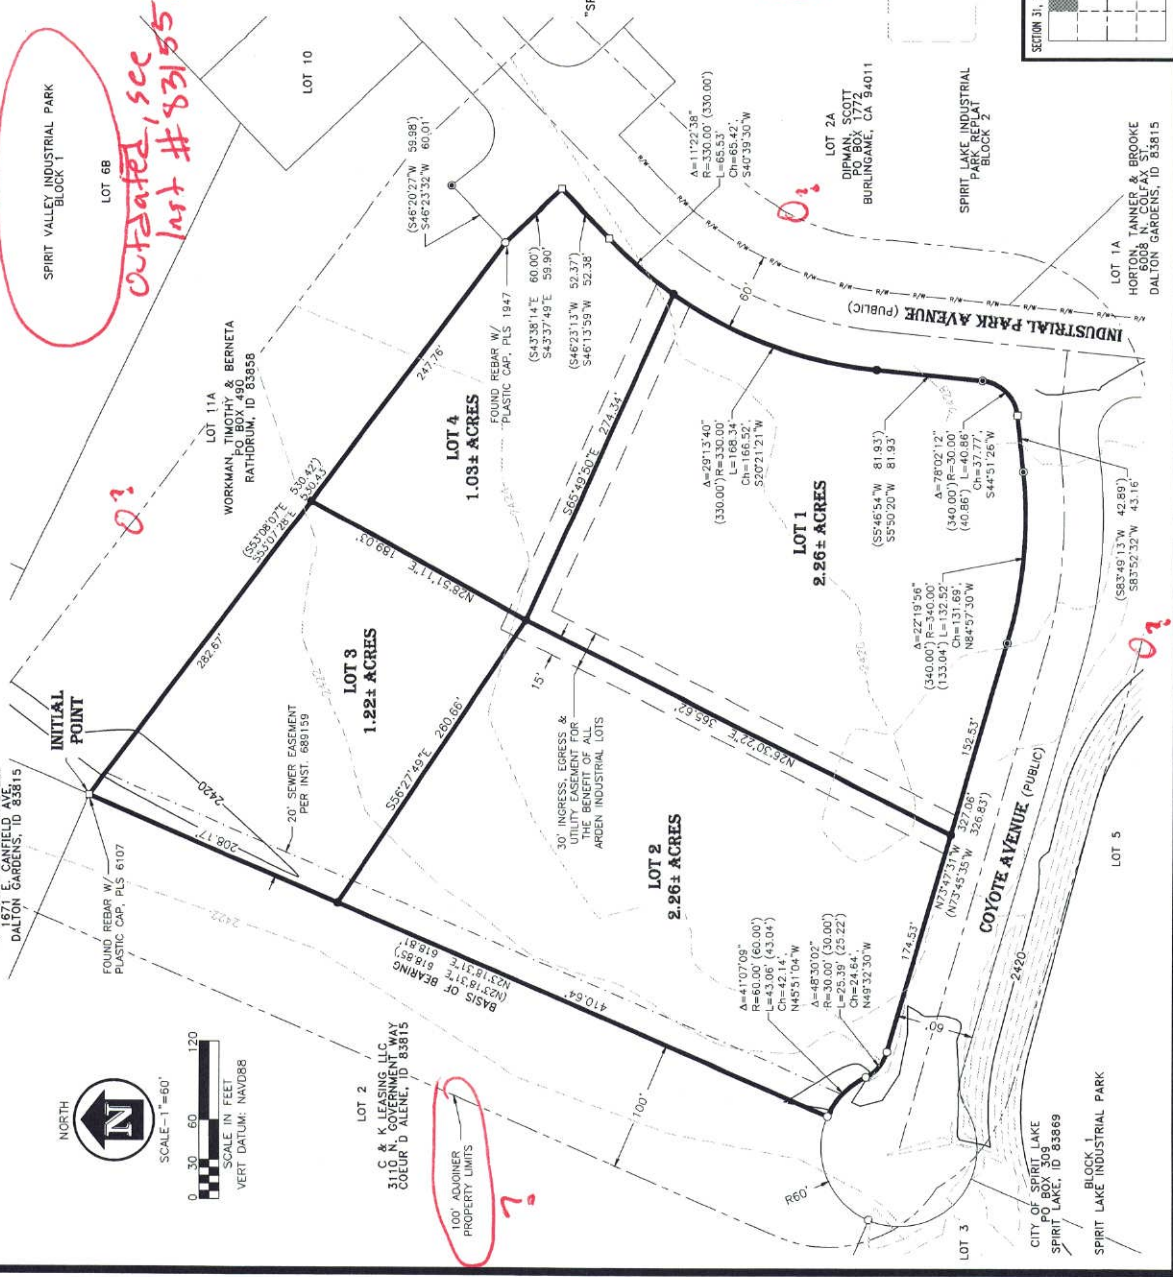 SPIRIT VALLEY INDUSTRIAL PARK
BLOCK 1
LOT 6B
Outdated, see
Inst # 83155
LOT 10
"SF
SECTION 31,
1671 E. CANFIELD AVE,
DALTON GARDENS, ID 83815
INITIAL
POINT
FOUND REBAR W/
PLASTIC CAP, PLS 6107
O?
LOT 11A
WORKMAN, TIMOTHY & BERNETA
PO BOX 490
RATHDRUM, ID 83858
(S53°08'07"E 530.42')
S53°07'28"E 530.43'
282.67'
247.76'
(S46°20'27"W 59.98')
S46°23'32"W 60.01'
FOUND REBAR W/
PLASTIC CAP, PLS 1947
(S43°38'14"E 60.00')
S43°37'49"E 59.90'
(S46°23'13"W 52.37')
S46°13'59"W 52.38'
Δ=11°22'38"
R=330.00' (330.00')
L=65.53'
Ch=65.42'
S40°39'30"W
LOT 2A
DIPMAN, SCOTT
PO BOX 1772
BURLINGAME, CA 94011
O?
SPIRIT LAKE INDUSTRIAL
PARK REPLAT
BLOCK 2
LOT 1A
HORTON, TANNER & BROOKE
6008 N. COLFAX ST.
DALTON GARDENS, ID 83815
INDUSTRIAL PARK AVENUE (PUBLIC)
R/W
60'
LOT 4
1.03± ACRES
S65°49'50"E 274.34'
N28°51'11"E
189.03'
LOT 3
1.22± ACRES
20' SEWER EASEMENT
PER INST. 689159
2420
2422
208.17'
S56°27'49"E 260.66'
15'
30' INGRESS, EGRESS &
UTILITY EASEMENT FOR
THE BENEFIT OF ALL
ARDEN INDUSTRIAL LOTS
LOT 1
2.26± ACRES
Δ=29°13'40"
(330.00') R=330.00'
L=168.34'
Ch=166.52'
S20°21'21"W
(S5°46'54"W 81.93')
S5°50'20"W 81.93'
Δ=78°02'12"
(340.00') R=30.00'
(40.86') L=40.86'
Ch=37.77'
S44°51'26"W
(S83°49'13"W 42.89')
S83°52'32"W 43.16'
Δ=22°19'56"
(340.00') R=340.00'
(133.04') L=132.52'
Ch=131.69'
N84°57'30"W
O?
N26°30'22"E
365.62'
LOT 2
2.26± ACRES
BASIS OF BEARING
(N23°18'31"E 618.85')
N23°18'31"E 618.81'
410.64'
Δ=41°07'09"
R=60.00' (60.00')
L=43.06' (43.04')
Ch=42.14'
N45°51'04"W
Δ=48°30'02"
R=30.00' (30.00')
L=25.39' (25.22')
Ch=24.64'
N49°32'30"W
174.53'
152.53'
N73°47'31"W 327.06'
(N73°45'35"W 326.83')
COYOTE AVENUE (PUBLIC)
60'
2420
LOT 5
NORTH
N
SCALE-1"=60'
0 30 60 120
SCALE IN FEET
VERT DATUM: NAVD88
LOT 2
C & K LEASING LLC
3110 N. GOVERNMENT WAY
COEUR D ALENE, ID 83815
100' ADJOINER
PROPERTY LIMITS
?
100'
R60'
LOT 3
CITY OF SPIRIT LAKE
PO BOX 309
SPIRIT LAKE, ID 83869
BLOCK 1
SPIRIT LAKE INDUSTRIAL PARK